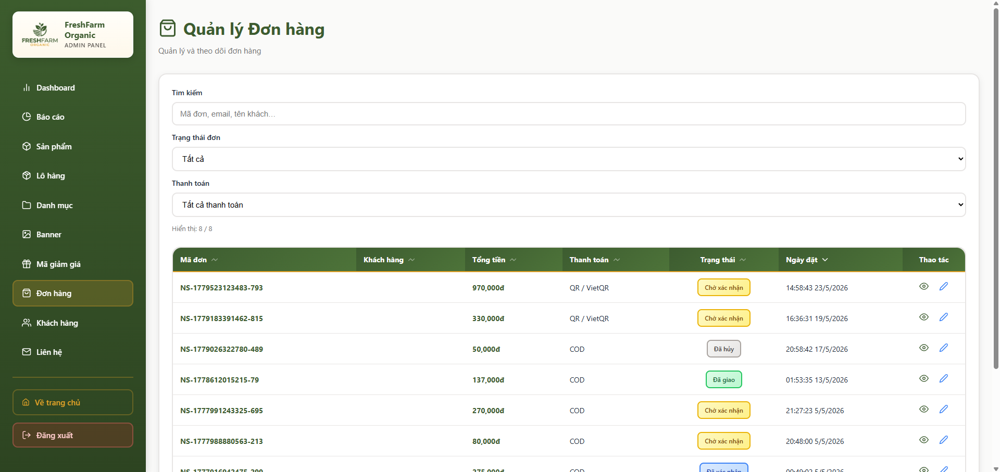 FRESHFARM
ORGANIC
FreshFarm
Organic
ADMIN PANEL
Dashboard
Báo cáo
Sản phẩm
Lô hàng
Danh mục
Banner
Mã giảm giá
Đơn hàng
Khách hàng
Liên hệ
Về trang chủ
Đăng xuất
Quản lý Đơn hàng
Quản lý và theo dõi đơn hàng
Tìm kiếm
Mã đơn, email, tên khách…
Trạng thái đơn
Tất cả
Thanh toán
Tất cả thanh toán
Hiển thị: 8 / 8
Mã đơn Khách hàng Tổng tiền Thanh toán Trạng thái Ngày đặt Thao tác
NS-1779523123483-793 970,000đ QR / VietQR Chờ xác nhận 14:58:43 23/5/2026
NS-1779183391462-815 330,000đ QR / VietQR Chờ xác nhận 16:36:31 19/5/2026
NS-1779026322780-489 50,000đ COD Đã hủy 20:58:42 17/5/2026
NS-1778612015215-79 137,000đ COD Đã giao 01:53:35 13/5/2026
NS-1777991243325-695 270,000đ COD Chờ xác nhận 21:27:23 5/5/2026
NS-1777988880563-213 80,000đ COD Chờ xác nhận 20:48:00 5/5/2026
COD Đã xác nhận